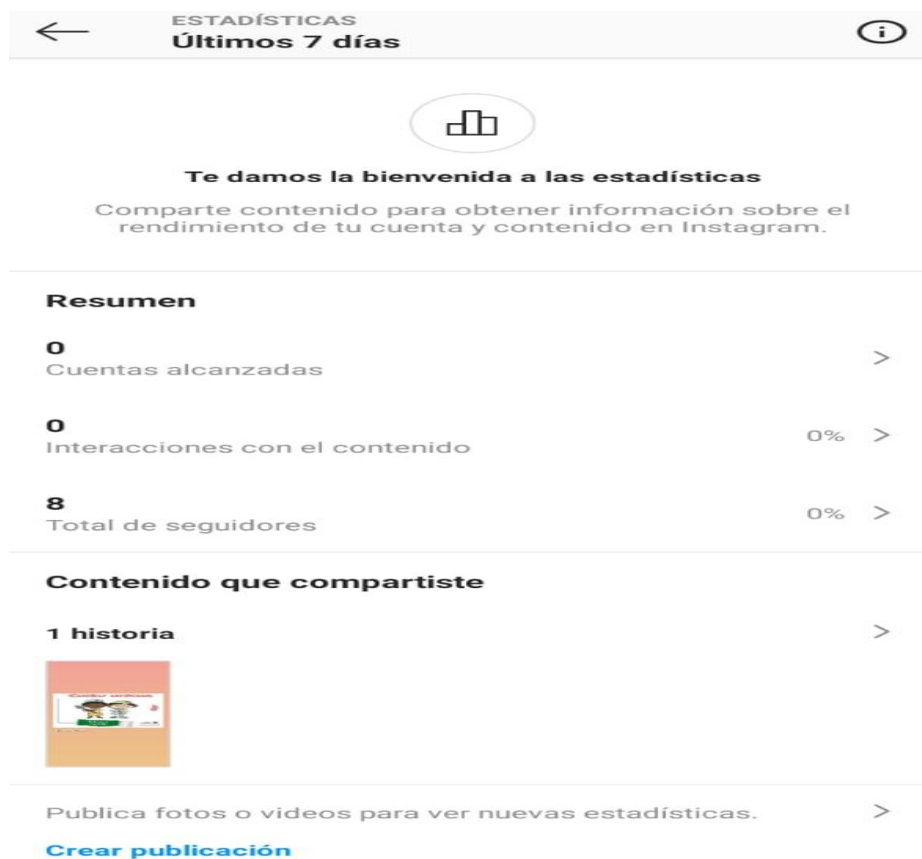 ESTADÍSTICAS
Últimos 7 días
Te damos la bienvenida a las estadísticas
Comparte contenido para obtener información sobre el
rendimiento de tu cuenta y contenido en Instagram.
Resumen
0
Cuentas alcanzadas
0
Interacciones con el contenido
0%
8
Total de seguidores
0%
Contenido que compartiste
1 historia
Publica fotos o videos para ver nuevas estadísticas.
Crear publicación